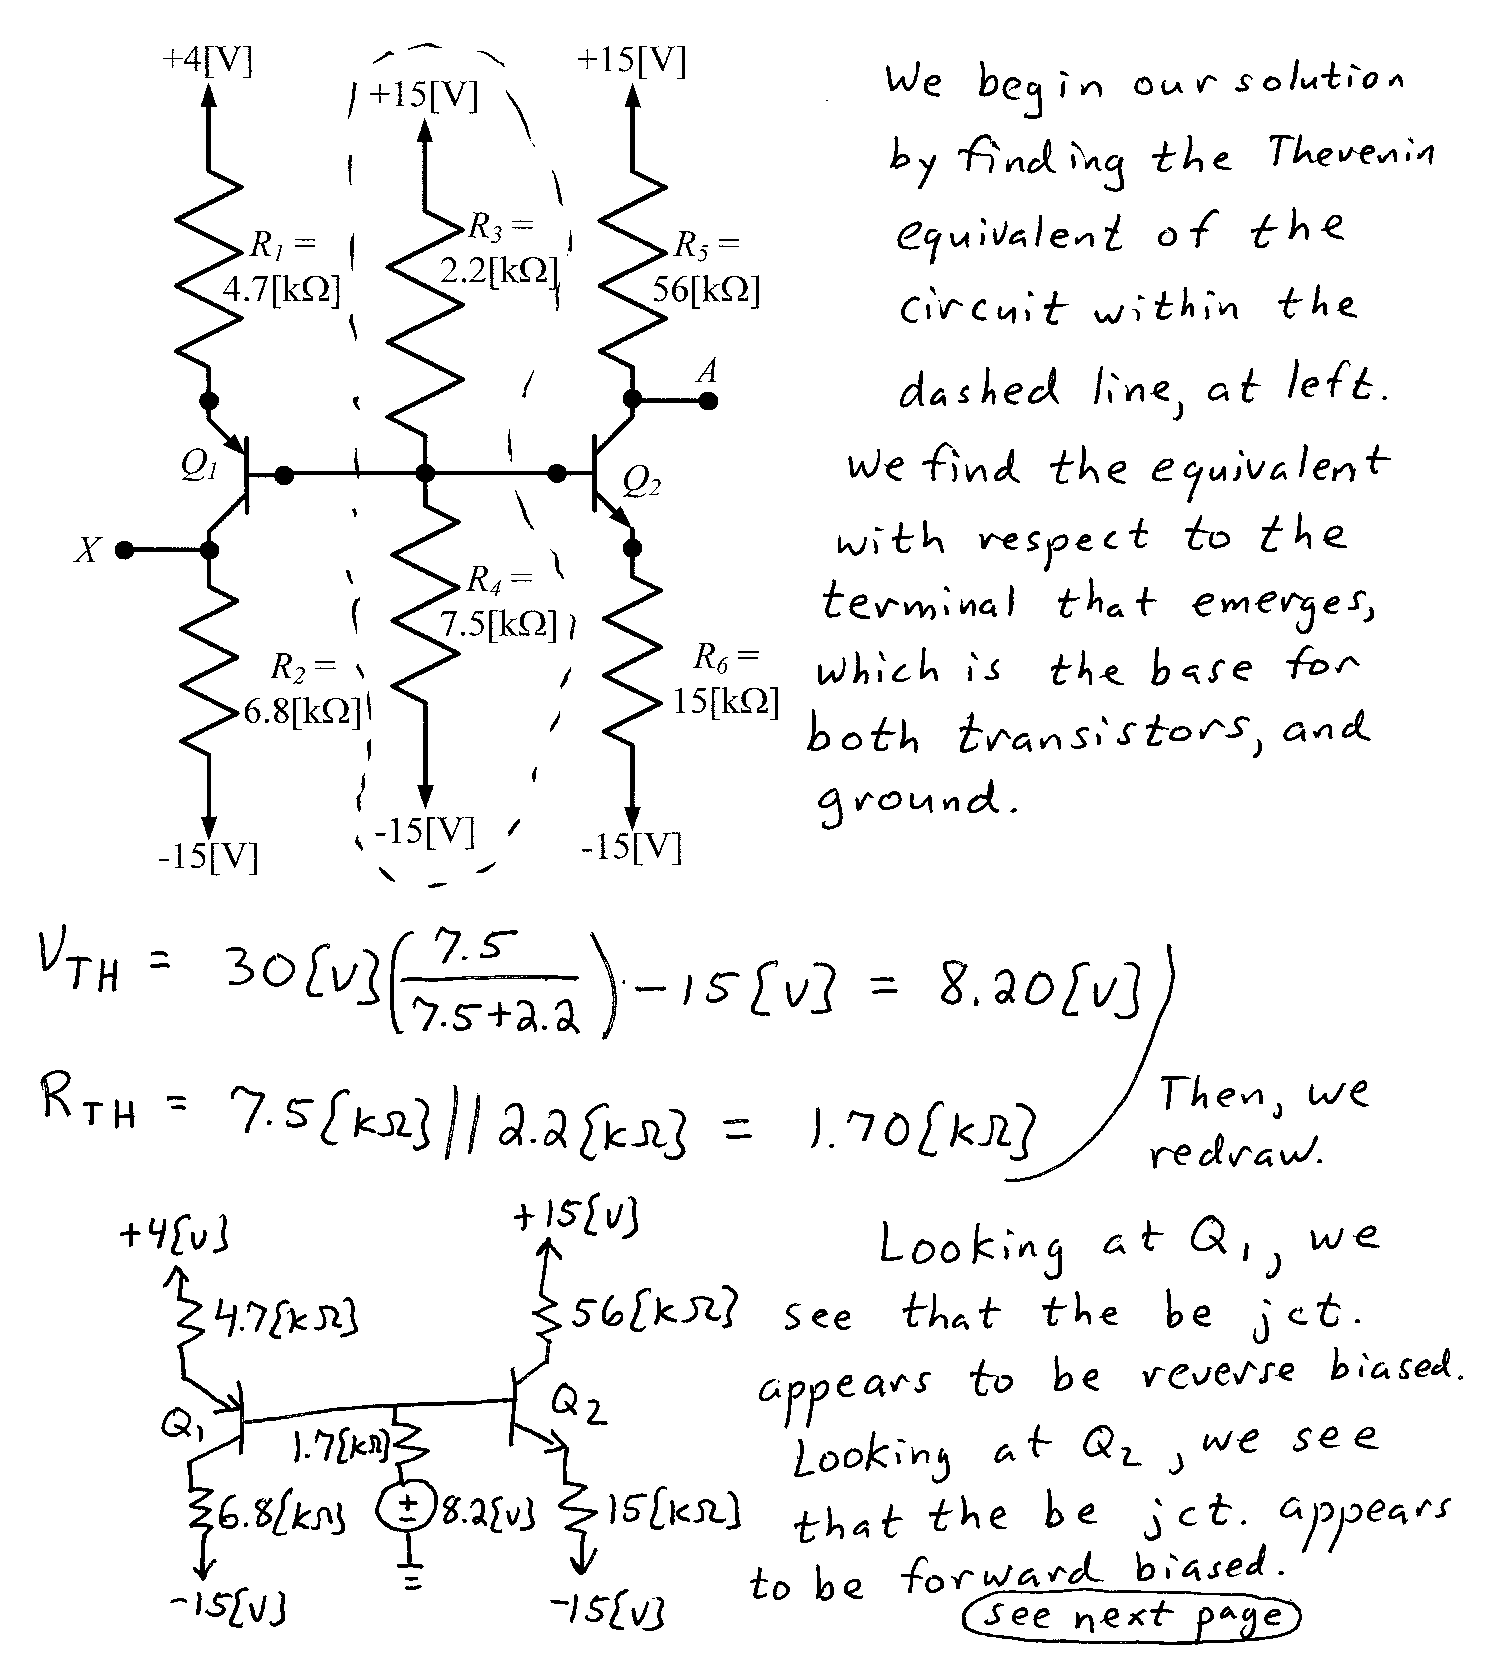 +4[V]
+15[V]
+15[V]
R1 =
4.7[kΩ]
R3 =
2.2[kΩ]
R5 =
56[kΩ]
A
Q1
Q2
X
R4 =
7.5[kΩ]
R2 =
6.8[kΩ]
R6 =
15[kΩ]
-15[V]
-15[V]
-15[V]
We begin our solution
by finding the Thevenin
equivalent of the
circuit within the
dashed line, at left.
We find the equivalent
with respect to the
terminal that emerges,
which is the base for
both transistors, and
ground.
VTH = 30[V](7.5/(7.5+2.2)) - 15[V] = 8.20[V]
RTH = 7.5[kΩ]||2.2[kΩ] = 1.70[kΩ]
Then, we
redraw.
+4[V]
+15[V]
4.7[kΩ]
56[kΩ]
Q1
Q2
1.7[kΩ]
6.8[kΩ]
8.2[V]
15[kΩ]
-15[V]
-15[V]
Looking at Q1, we
see that the be jct.
appears to be reverse biased.
Looking at Q2, we see
that the be jct. appears
to be forward biased.
see next page